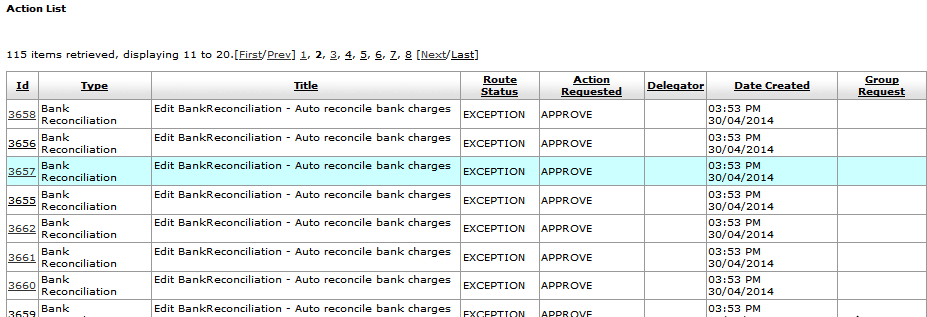 Action List
115 items retrieved, displaying 11 to 20.[First/Prev] 1, 2, 3, 4, 5, 6, 7, 8 [Next/Last]
Id Type Title Route Status Action Requested Delegator Date Created Group Request
3658 Bank Reconciliation Edit BankReconciliation - Auto reconcile bank charges EXCEPTION APPROVE 03:53 PM 30/04/2014
3656 Bank Reconciliation Edit BankReconciliation - Auto reconcile bank charges EXCEPTION APPROVE 03:53 PM 30/04/2014
3657 Bank Reconciliation Edit BankReconciliation - Auto reconcile bank charges EXCEPTION APPROVE 03:53 PM 30/04/2014
3655 Bank Reconciliation Edit BankReconciliation - Auto reconcile bank charges EXCEPTION APPROVE 03:53 PM 30/04/2014
3662 Bank Reconciliation Edit BankReconciliation - Auto reconcile bank charges EXCEPTION APPROVE 03:53 PM 30/04/2014
3661 Bank Reconciliation Edit BankReconciliation - Auto reconcile bank charges EXCEPTION APPROVE 03:53 PM 30/04/2014
3660 Bank Reconciliation Edit BankReconciliation - Auto reconcile bank charges EXCEPTION APPROVE 03:53 PM 30/04/2014
3659 Bank Edit BankReconciliation - Auto reconcile bank charges EXCEPTION APPROVE 03:53 PM